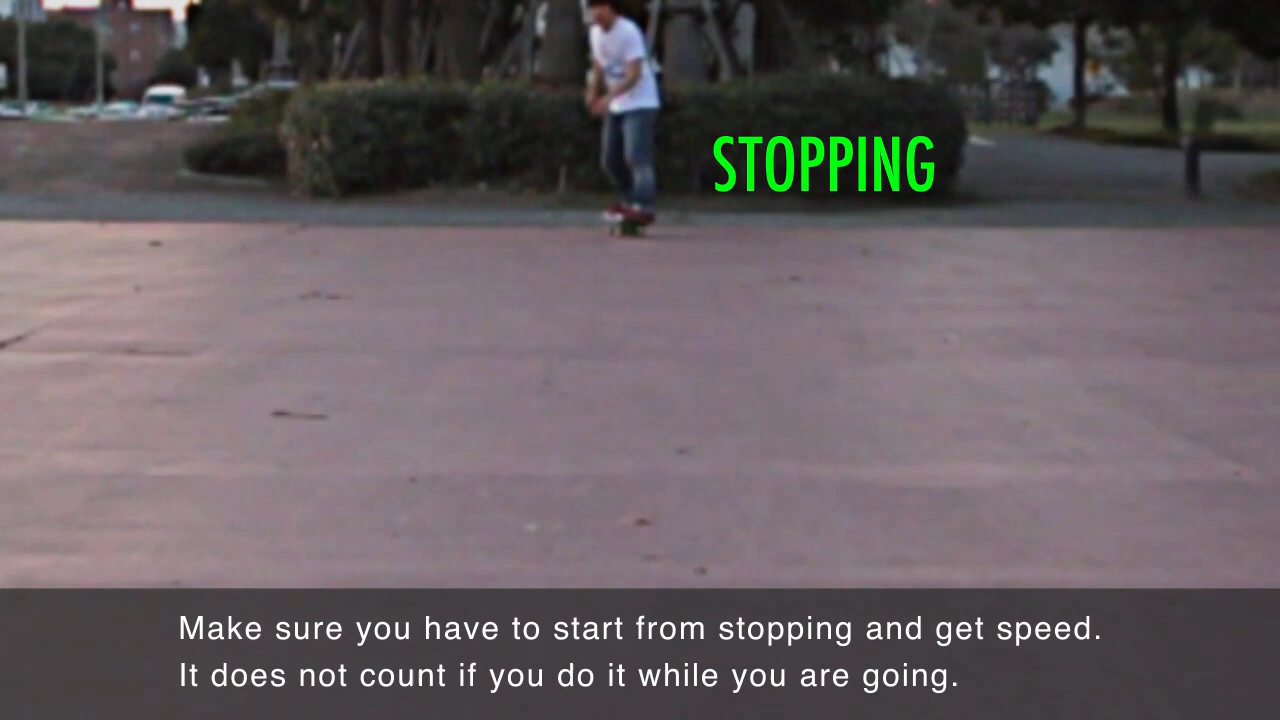 STOPPING
Make sure you have to start from stopping and get speed.
It does not count if you do it while you are going.